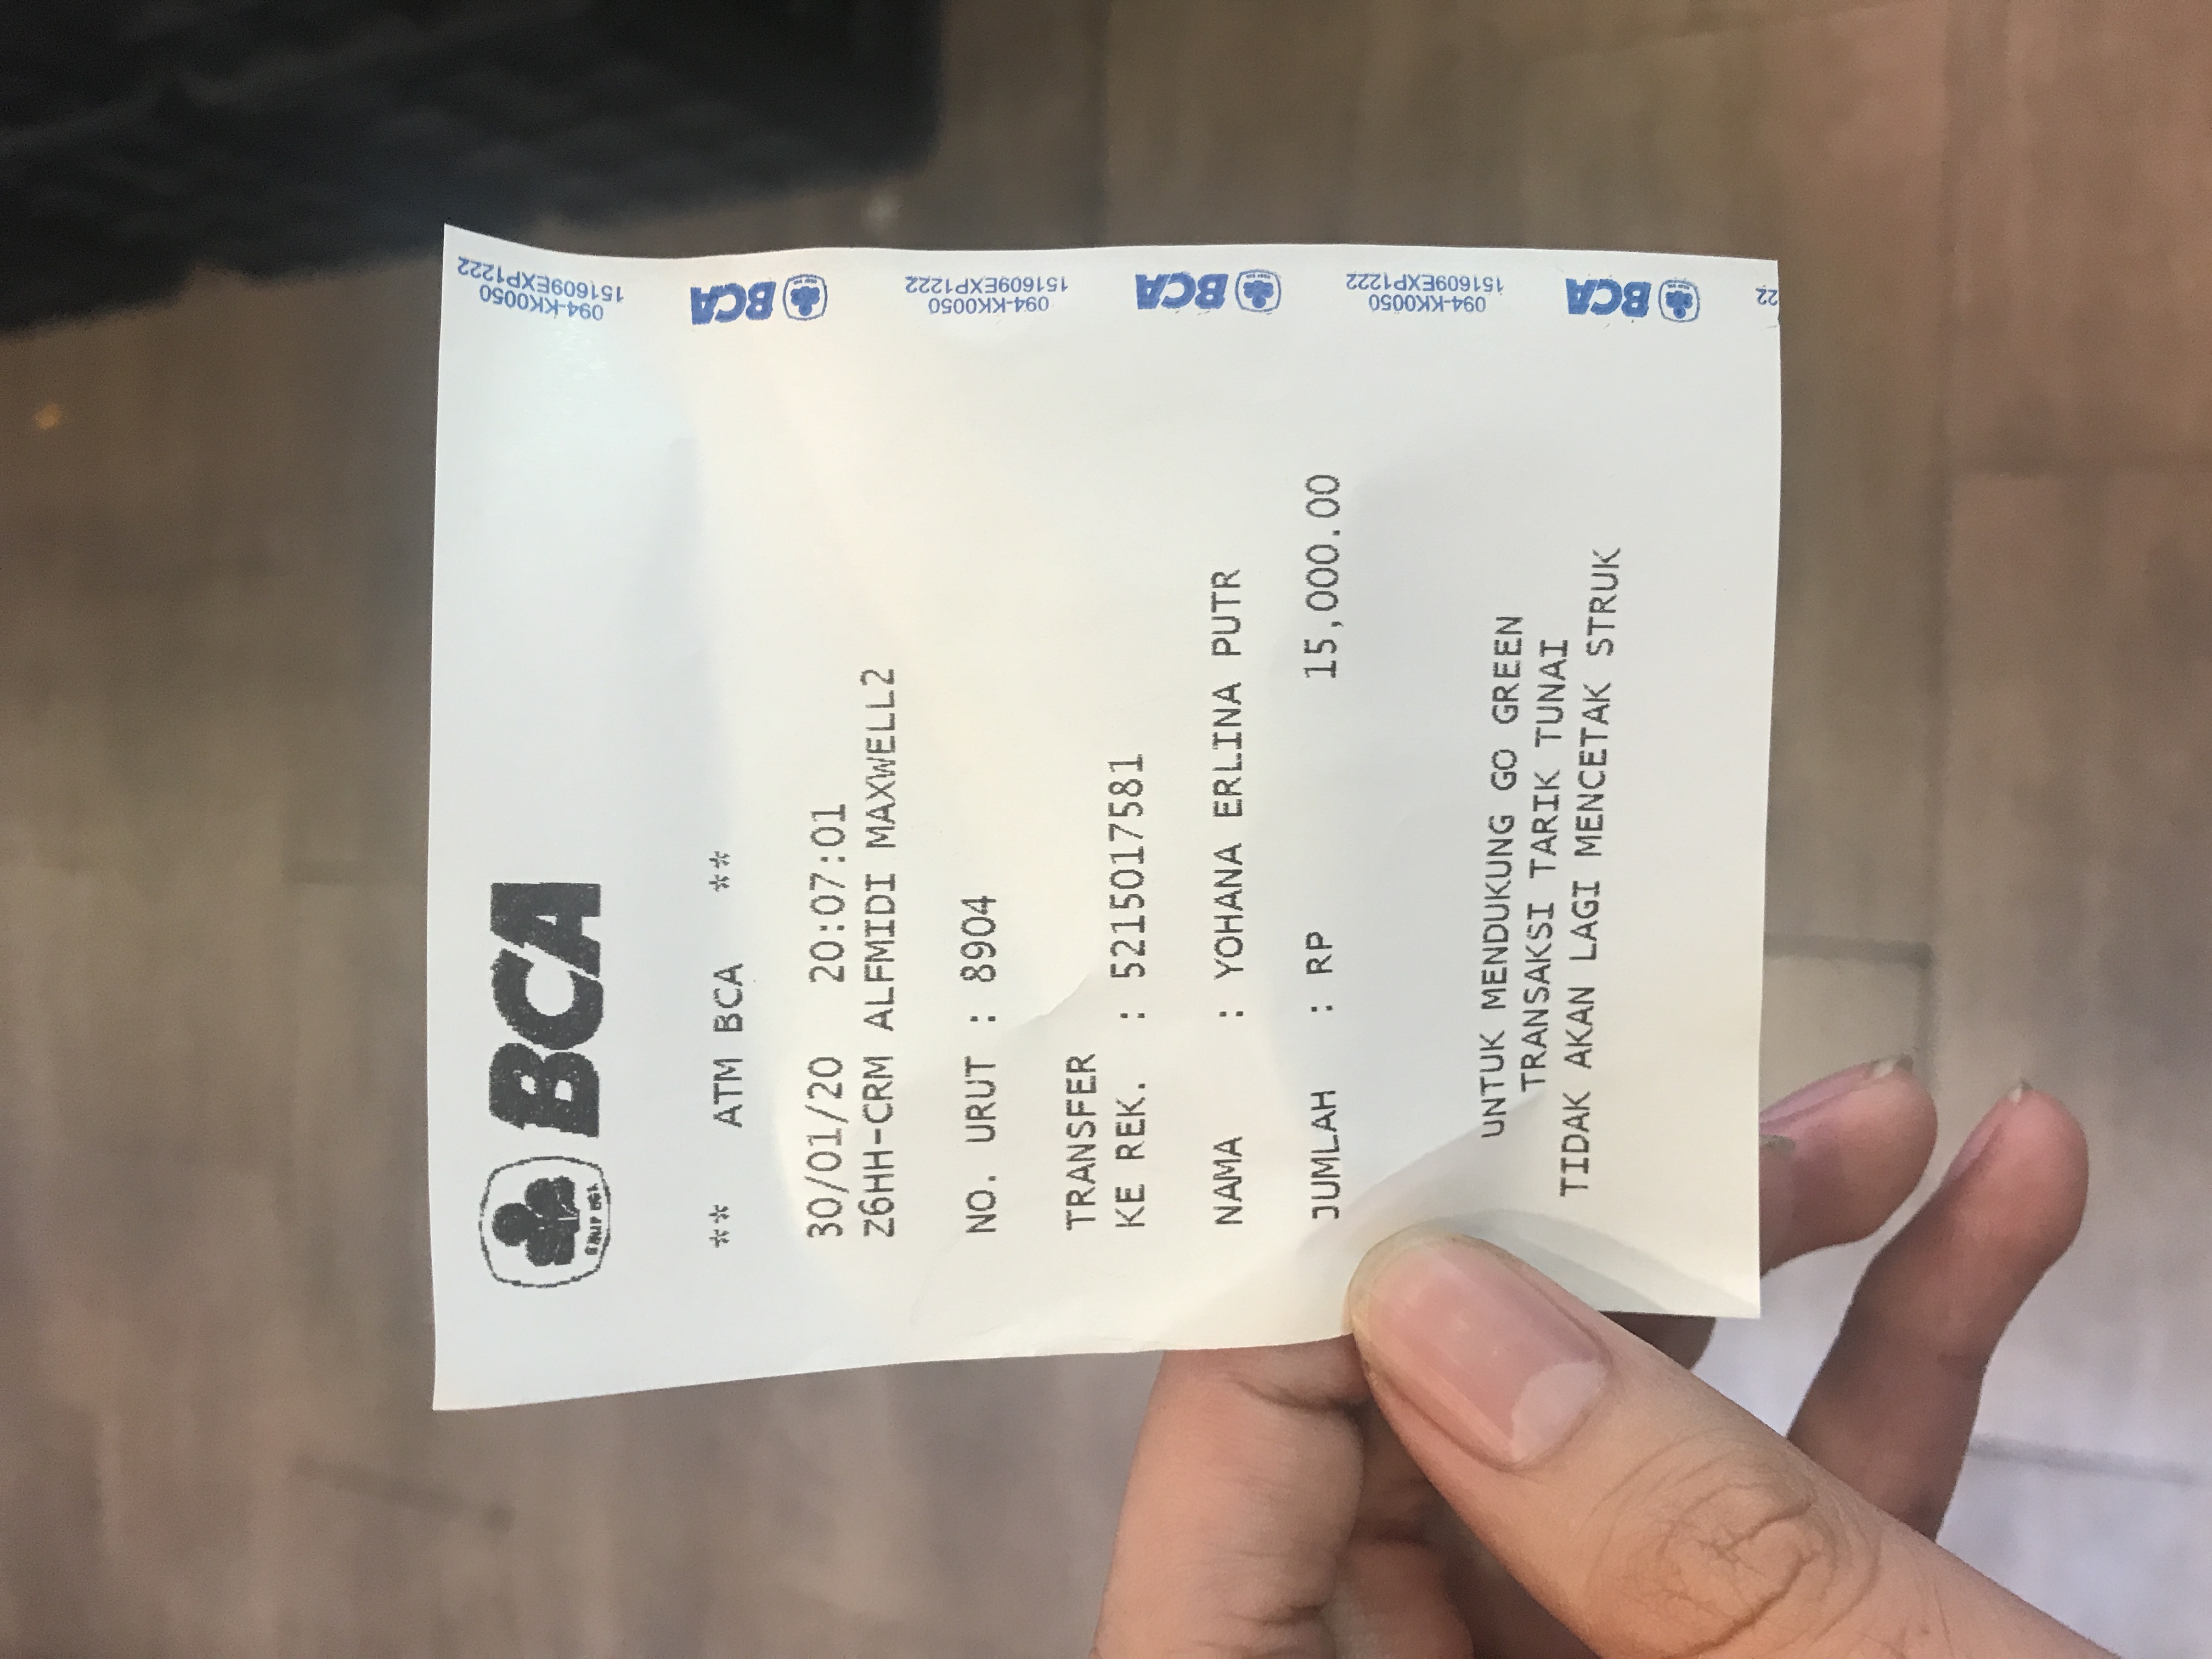 BCA
** ATM BCA **
30/01/20 20:07:01
Z6HH-CRM ALFMIDI MAXWELL2
NO. URUT : 8904
TRANSFER
KE REK. : 5215017581
NAMA : YOHANA ERLINA PUTR
JUMLAH : RP 15,000.00
UNTUK MENDUKUNG GO GREEN
TRANSAKSI TARIK TUNAI
TIDAK AKAN LAGI MENCETAK STRUK
094-KK0050
151609EXP1222
BCA
094-KK0050
151609EXP1222
BCA
094-KK0050
151609EXP1222
BCA
22